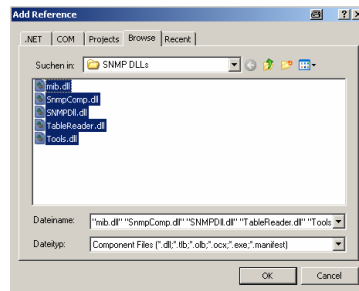 Add Reference
.NET COM Projects Browse Recent
Suchen in: SNMP DLLs
mib.dll
SnmpComp.dll
SNMPDll.dll
TableReader.dll
Tools.dll
Dateiname: "mib.dll" "SnmpComp.dll" "SNMPDll.dll" "TableReader.dll" "Tools
Dateityp: Component Files (*.dll;*.tlb;*.olb;*.ocx;*.exe;*.manifest)
OK Cancel